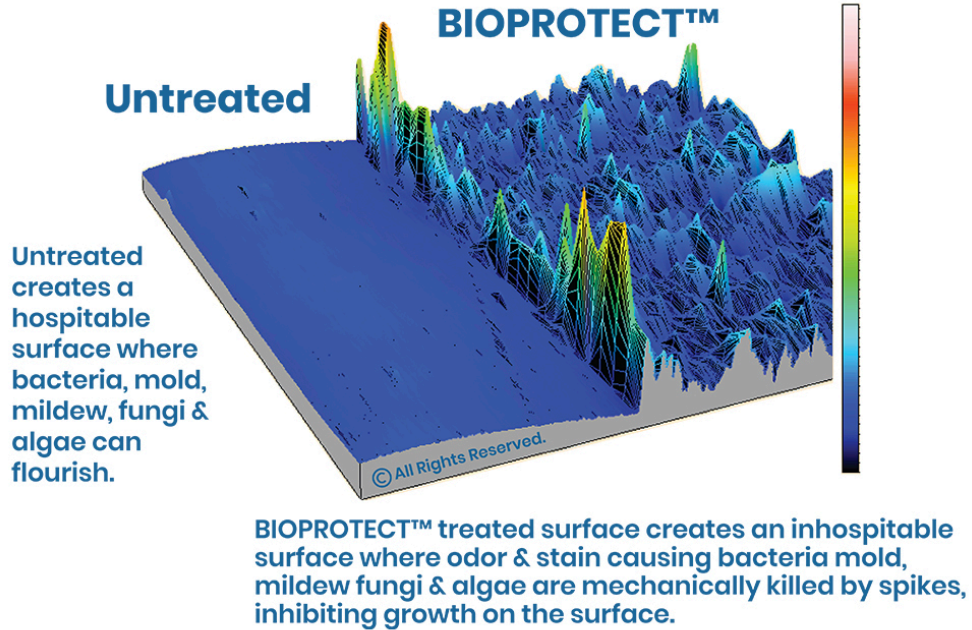 BIOPROTECT™
Untreated
Untreated
creates a
hospitable
surface where
bacteria, mold,
mildew, fungi &
algae can
flourish.
© All Rights Reserved.
BIOPROTECT™ treated surface creates an inhospitable
surface where odor & stain causing bacteria mold,
mildew fungi & algae are mechanically killed by spikes,
inhibiting growth on the surface.